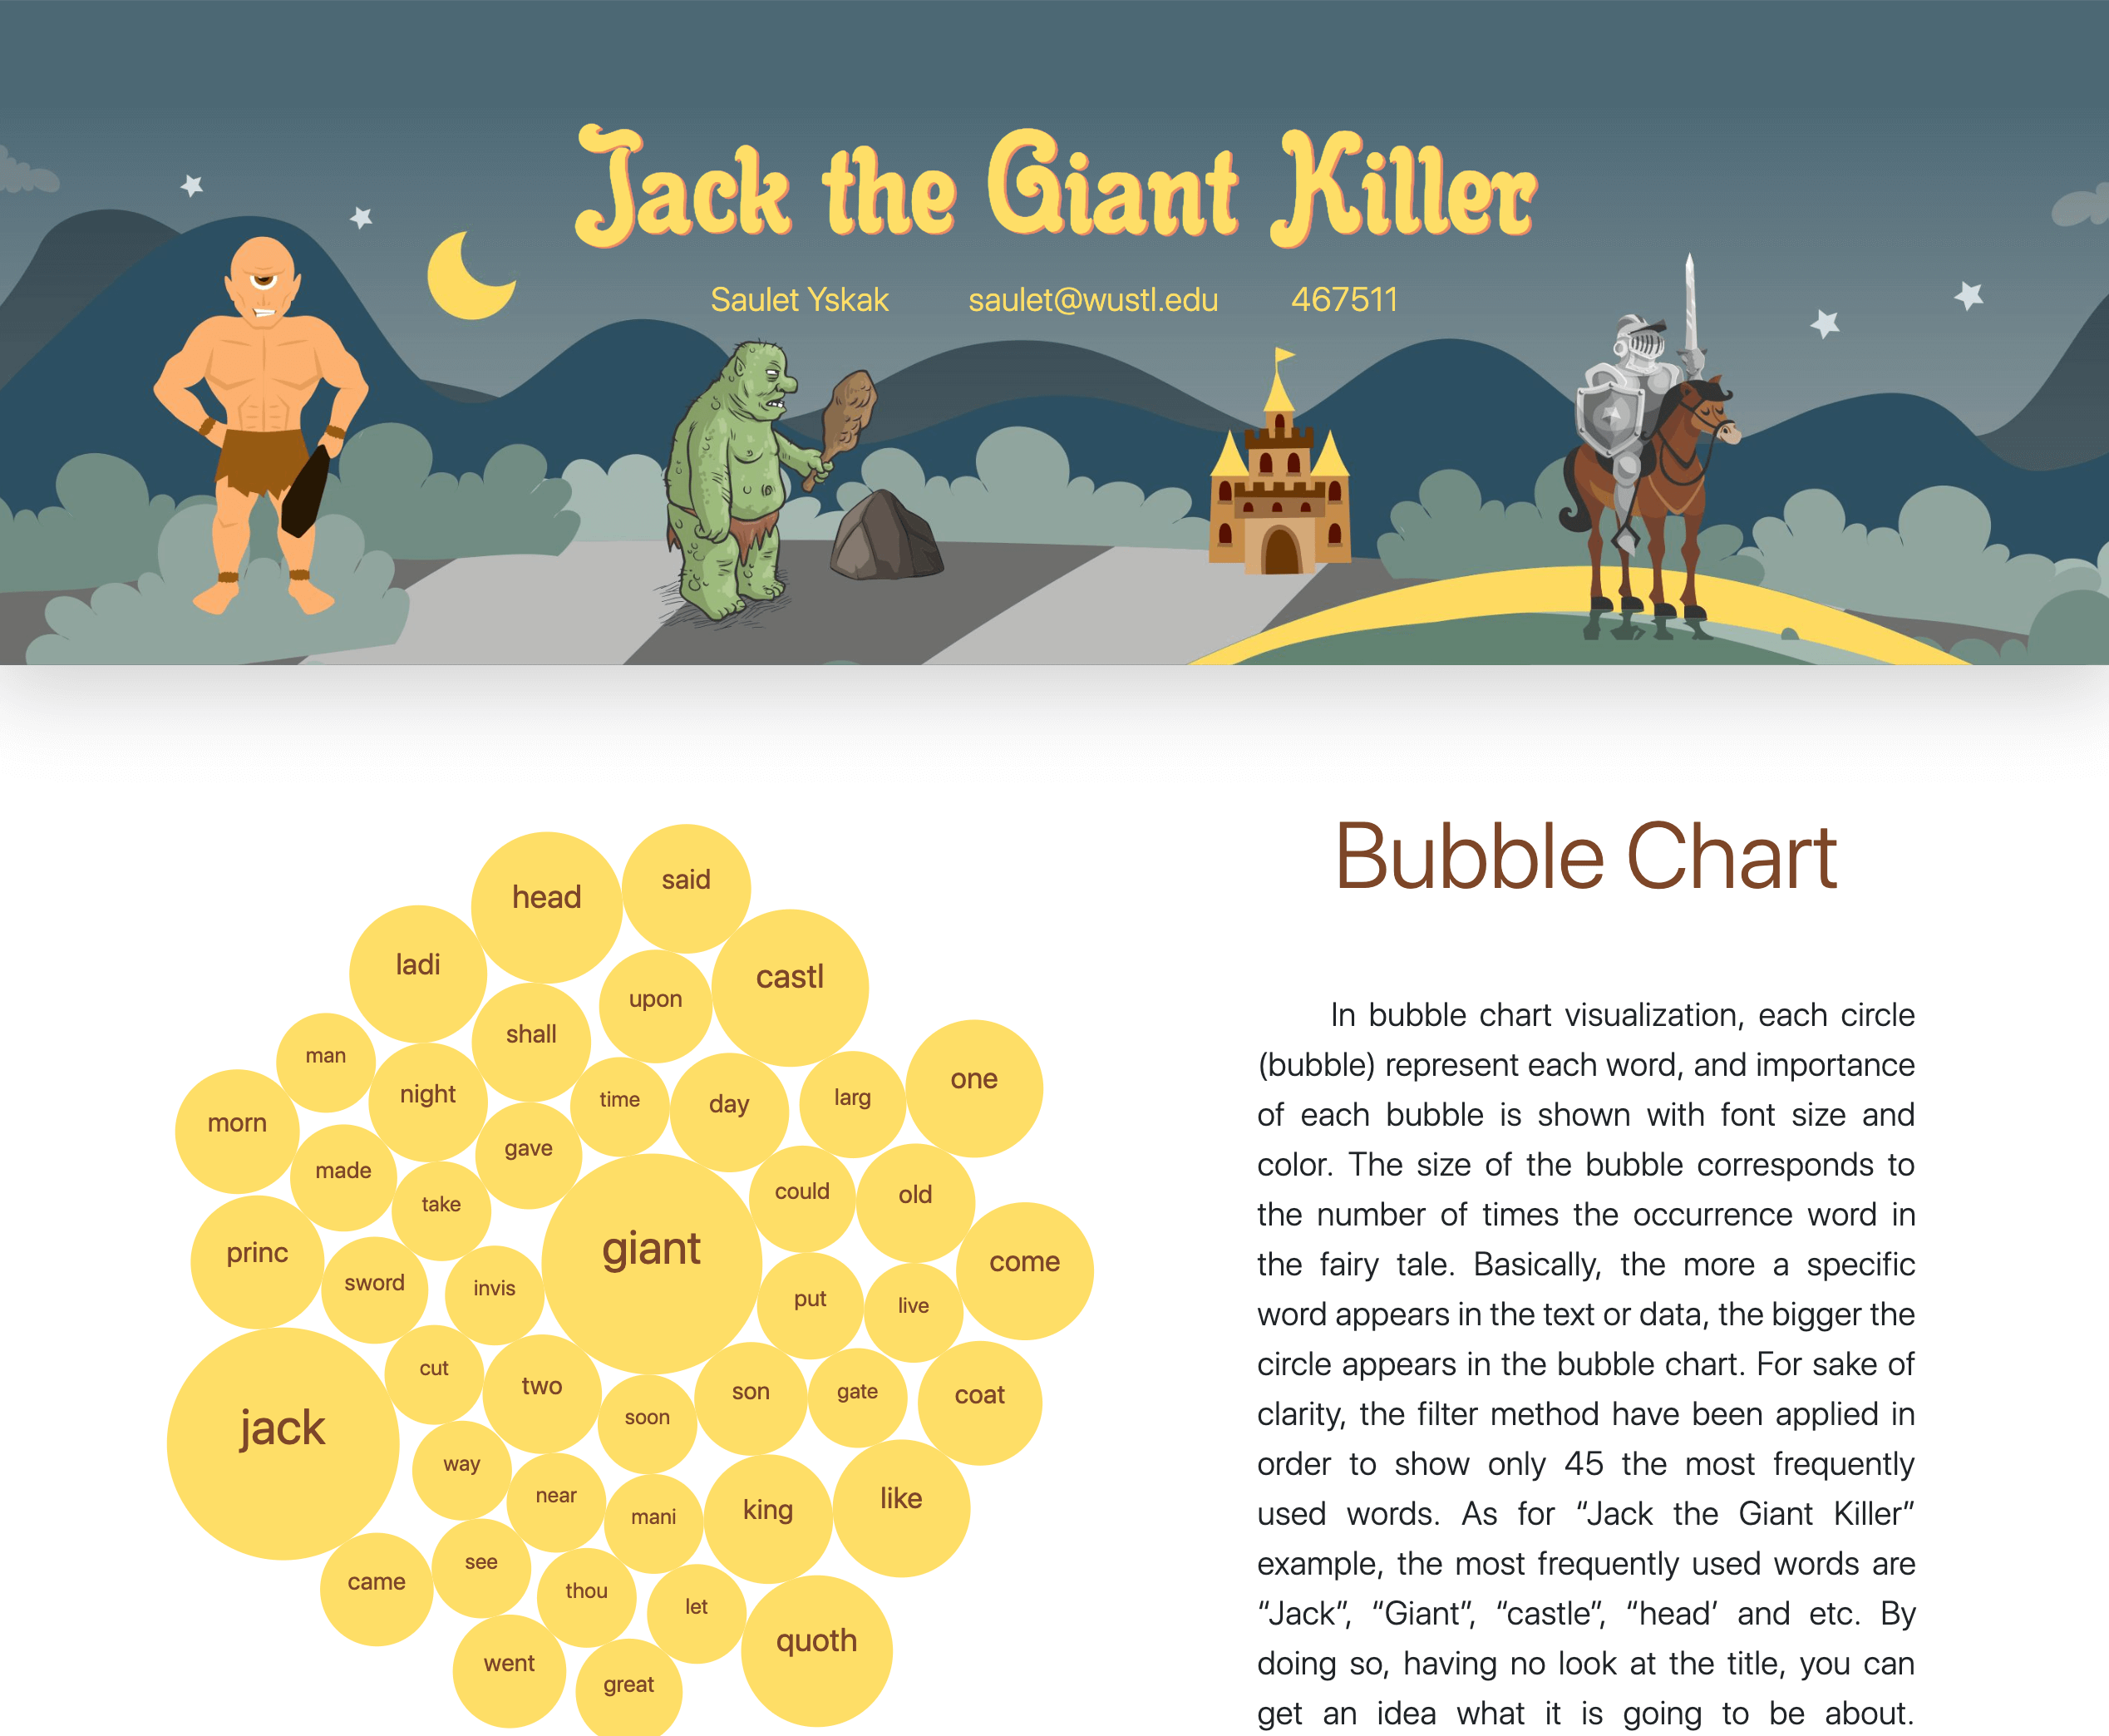 Jack the Giant Killer
Saulet Yskak saulet@wustl.edu 467511
head
said
ladi
castl
upon
shall
man
one
night
time
day
larg
morn
gave
made
could
old
take
princ
giant
come
sword
invis
put
live
cut
two
son
gate
coat
jack
soon
way
near
mani
king
like
came
see
thou
let
quoth
went
great
Bubble Chart
In bubble chart visualization, each circle
(bubble) represent each word, and importance
of each bubble is shown with font size and
color. The size of the bubble corresponds to
the number of times the occurrence word in
the fairy tale. Basically, the more a specific
word appears in the text or data, the bigger the
circle appears in the bubble chart. For sake of
clarity, the filter method have been applied in
order to show only 45 the most frequently
used words. As for “Jack the Giant Killer”
example, the most frequently used words are
“Jack”, “Giant”, “castle”, “head’ and etc. By
doing so, having no look at the title, you can
get an idea what it is going to be about.